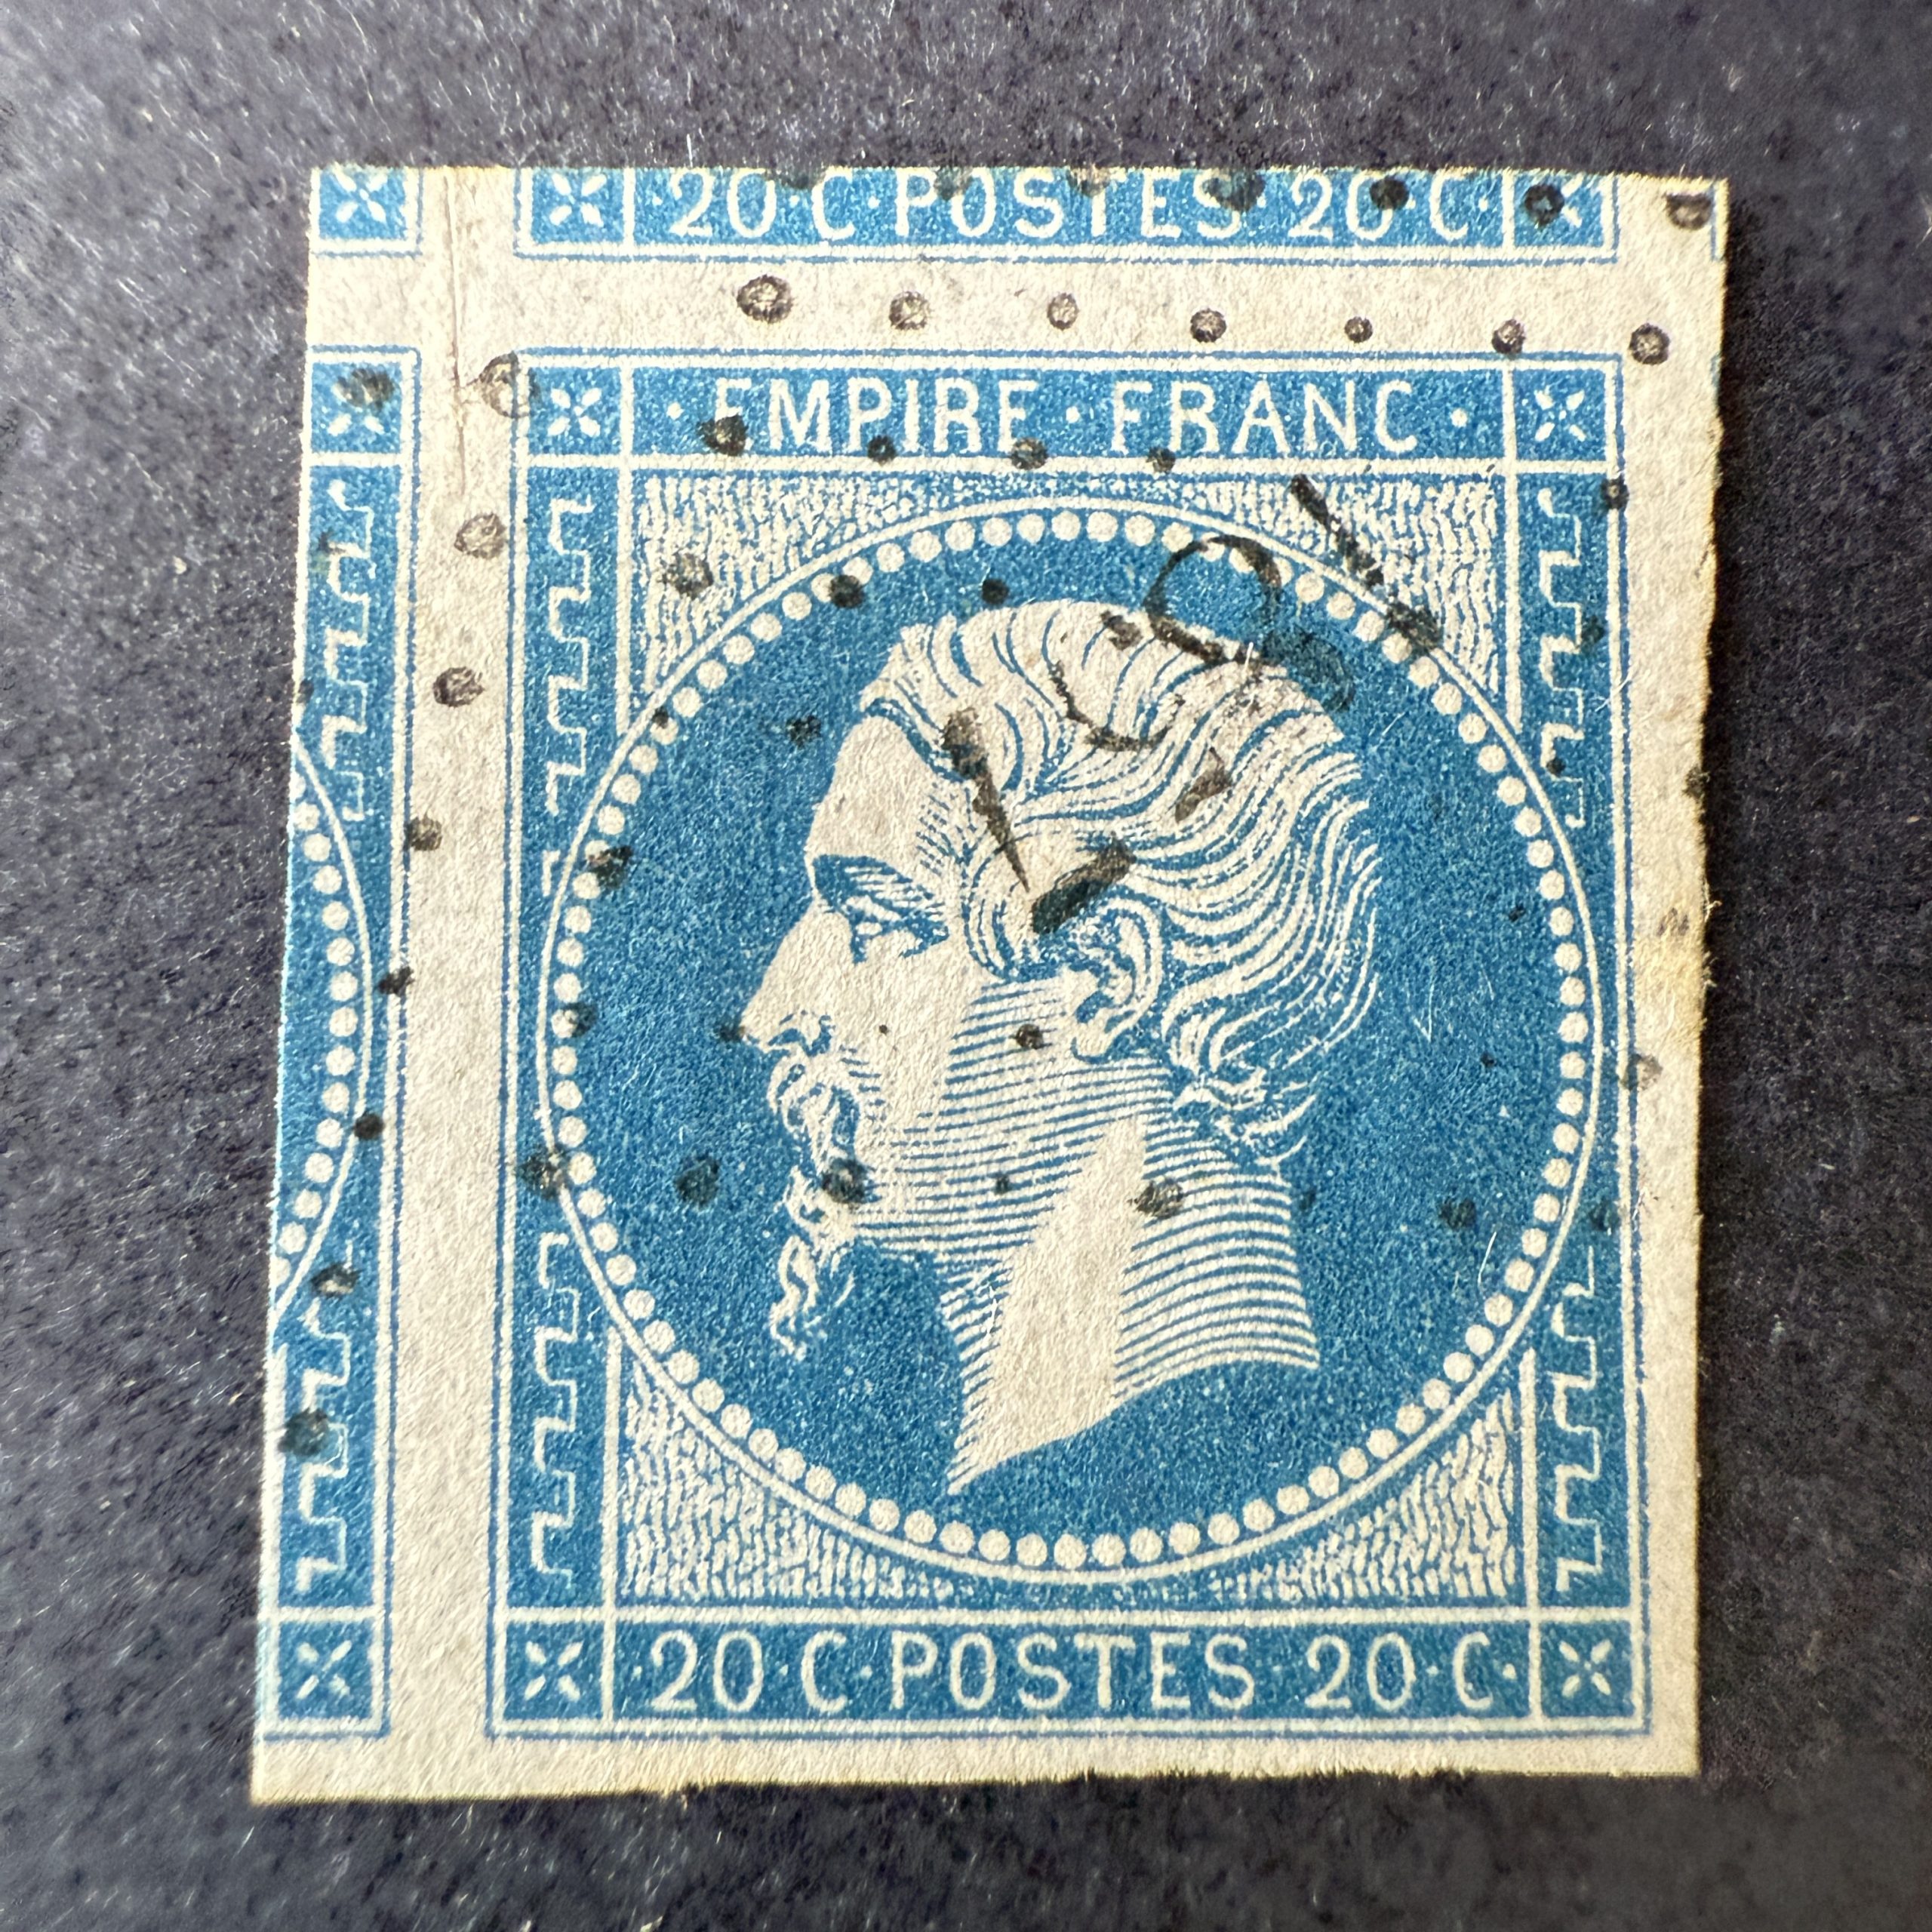 20·C·POSTES·20·C·
· EMPIRE · FRANC ·
·20·C·POSTES·20·C·